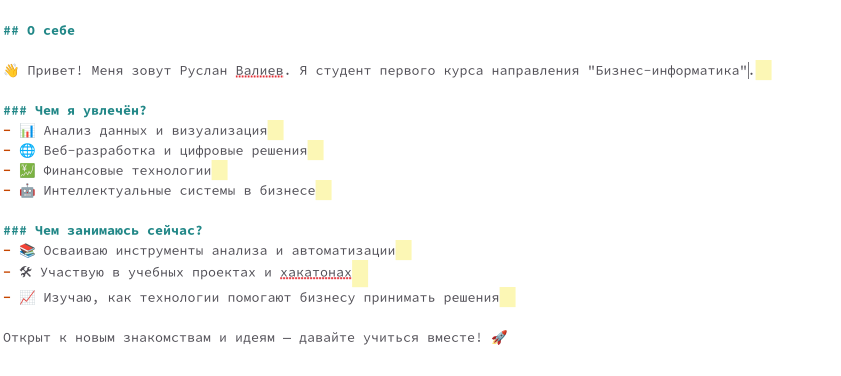 ## О себе
👋 Привет! Меня зовут Руслан Валиев. Я студент первого курса направления "Бизнес-информатика".
### Чем я увлечён?
- 📊 Анализ данных и визуализация
- 🌐 Веб-разработка и цифровые решения
- 💹 Финансовые технологии
- 🤖 Интеллектуальные системы в бизнесе
### Чем занимаюсь сейчас?
- 📚 Осваиваю инструменты анализа и автоматизации
- 🛠 Участвую в учебных проектах и хакатонах
- 📈 Изучаю, как технологии помогают бизнесу принимать решения
Открыт к новым знакомствам и идеям — давайте учиться вместе! 🚀